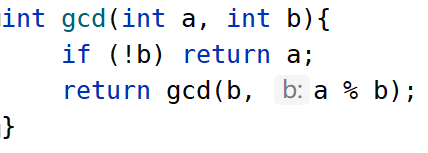 int gcd(int a, int b){
if (!b) return a;
return gcd(b, b: a % b);
}